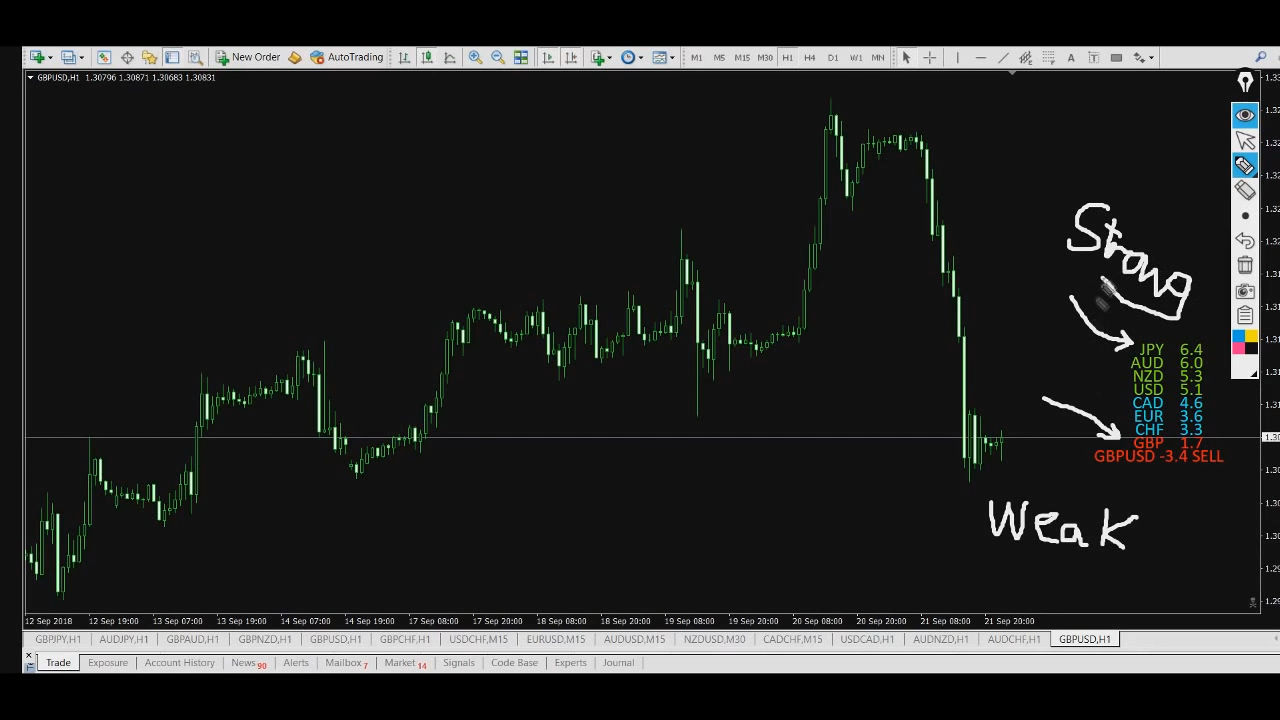 New Order AutoTrading M1 M5 M15 M30 H1 H4 D1 W1 MN A T
GBPUSD,H1 1.30796 1.30871 1.30683 1.30831
Strong
JPY 6.4
AUD 6.0
NZD 5.3
USD 5.1
CAD 4.6
EUR 3.6
CHF 3.3
GBP 1.7
GBPUSD -3.4 SELL
Weak
12 Sep 2018 12 Sep 19:00 13 Sep 07:00 13 Sep 19:00 14 Sep 07:00 14 Sep 19:00 17 Sep 08:00 17 Sep 20:00 18 Sep 08:00 18 Sep 20:00 19 Sep 08:00 19 Sep 20:00 20 Sep 08:00 20 Sep 20:00 21 Sep 08:00 21 Sep 20:00
GBPJPY,H1 AUDJPY,H1 GBPAUD,H1 GBPNZD,H1 GBPUSD,H1 GBPCHF,H1 USDCHF,M15 EURUSD,M15 AUDUSD,M15 NZDUSD,M30 CADCHF,M15 USDCAD,H1 AUDNZD,H1 AUDCHF,H1 GBPUSD,H1
Trade Exposure Account History News 90 Alerts Mailbox 7 Market 14 Signals Code Base Experts Journal